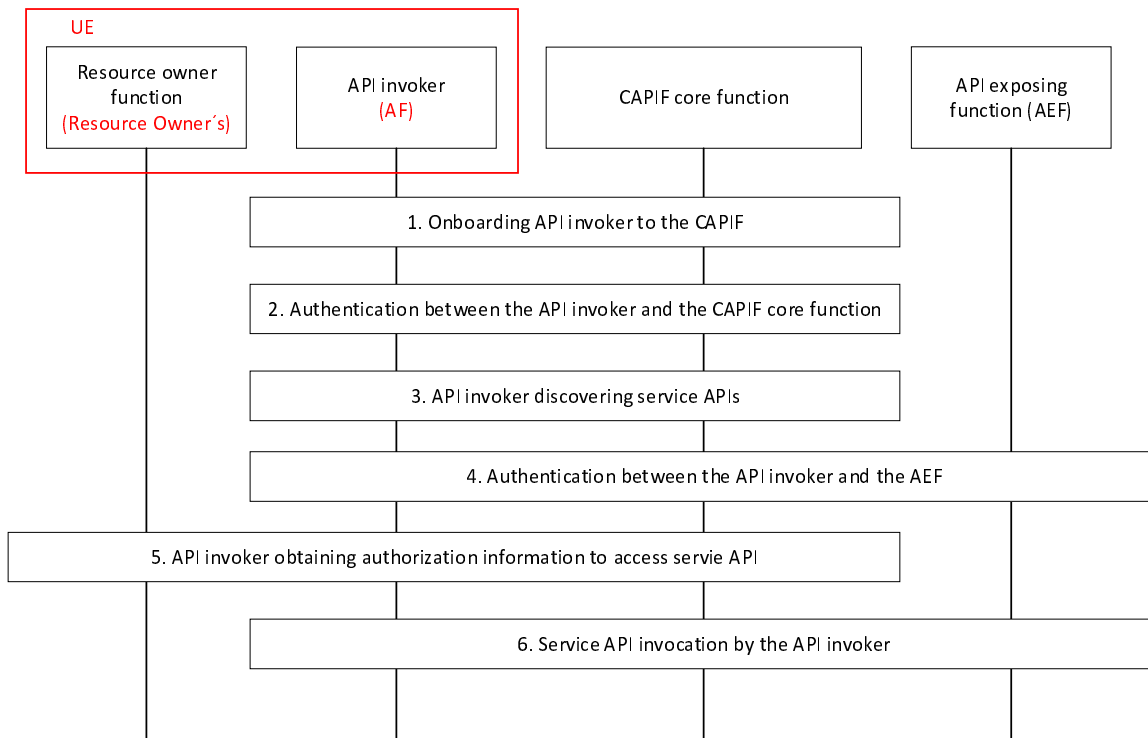 UE
Resource owner
function
(Resource Owner´s)
API invoker
(AF)
CAPIF core function
API exposing
function (AEF)
1. Onboarding API invoker to the CAPIF
2. Authentication between the API invoker and the CAPIF core function
3. API invoker discovering service APIs
4. Authentication between the API invoker and the AEF
5. API invoker obtaining authorization information to access servie API
6. Service API invocation by the API invoker